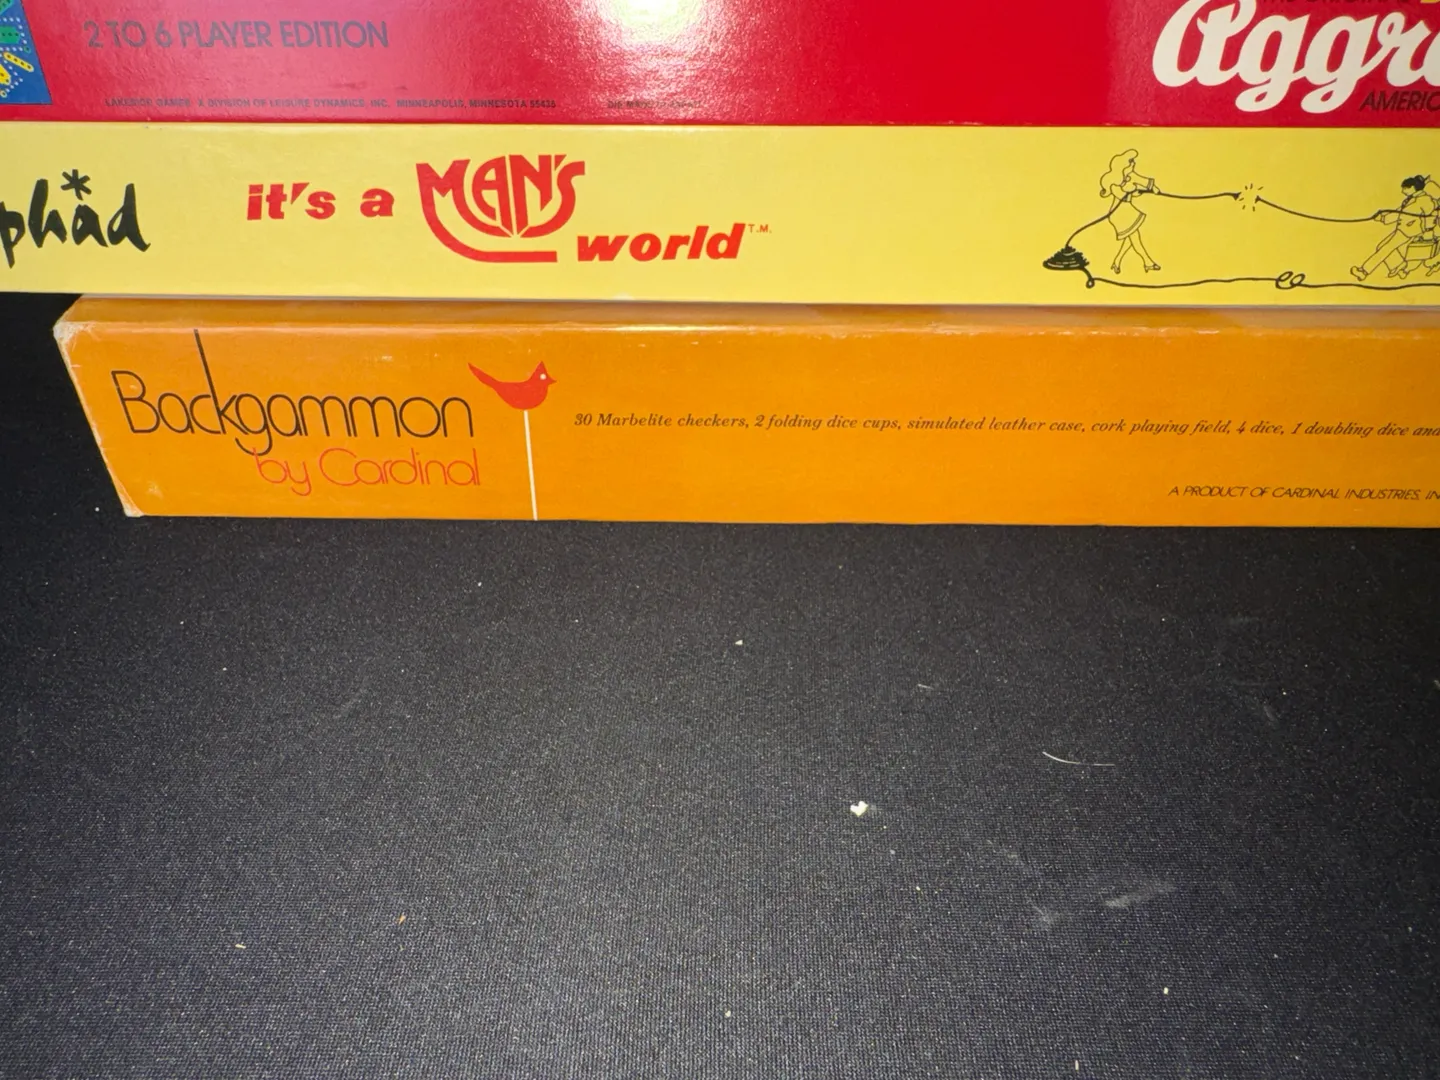 2 TO 6 PLAYER EDITION
LAKESIDE GAMES A DIVISION OF LEISURE DYNAMICS, INC. MINNEAPOLIS, MINNESOTA 55435
Aggra
AMERIC
phad
it's a MAN'S world T.M.
Backgammon
by Cardinal
30 Marbelite checkers, 2 folding dice cups, simulated leather case, cork playing field, 4 dice, 1 doubling dice and
A PRODUCT OF CARDINAL INDUSTRIES, IN